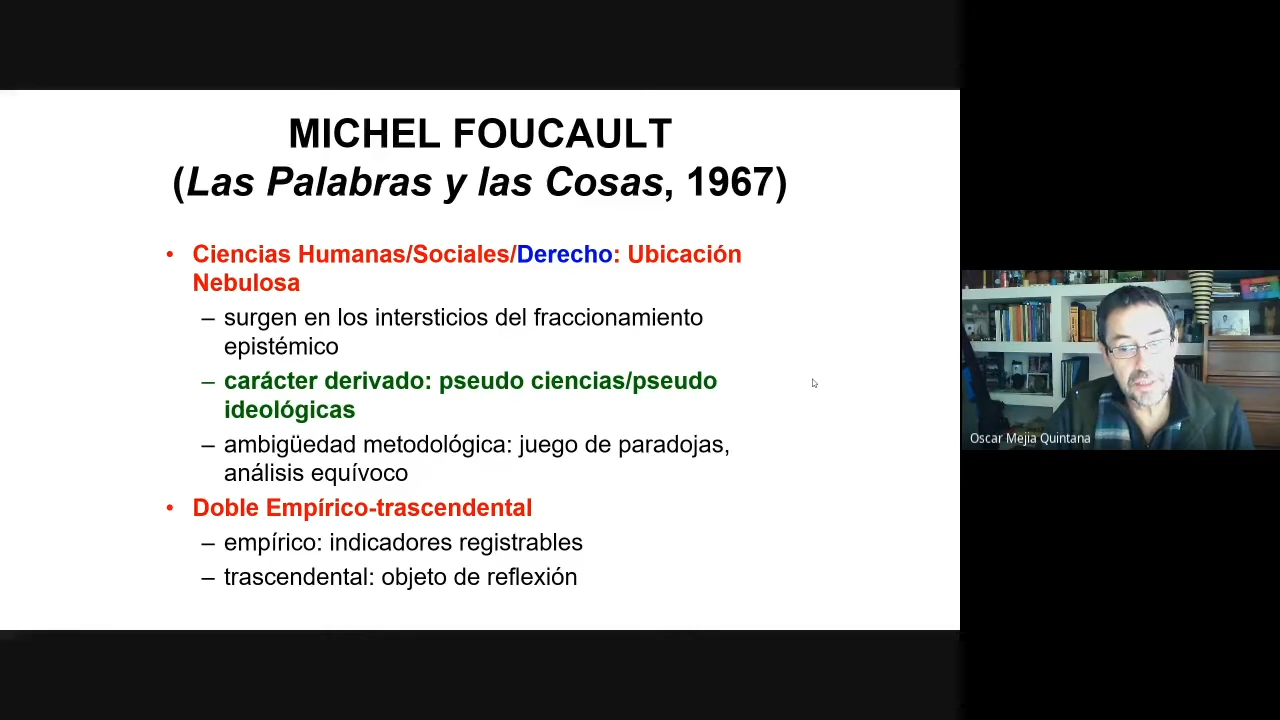 MICHEL FOUCAULT
(Las Palabras y las Cosas, 1967)
• Ciencias Humanas/Sociales/Derecho: Ubicación
Nebulosa
– surgen en los intersticios del fraccionamiento
epistémico
– carácter derivado: pseudo ciencias/pseudo
ideológicas
– ambigüedad metodológica: juego de paradojas,
análisis equívoco
• Doble Empírico-trascendental
– empírico: indicadores registrables
– trascendental: objeto de reflexión
Oscar Mejia Quintana